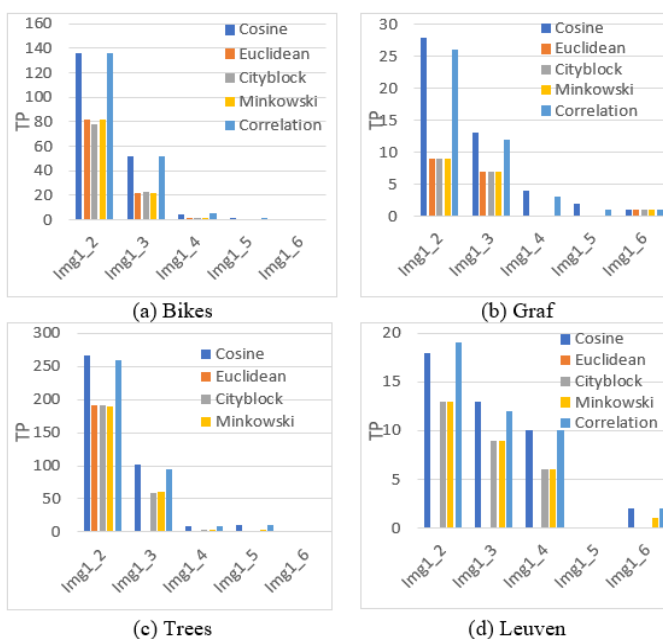 160
140
120
100
80
60
40
20
0
TP
Cosine
Euclidean
Cityblock
Minkowski
Correlation
Img1_2
Img1_3
Img1_4
Img1_5
Img1_6
(a) Bikes
30
25
20
15
10
5
0
TP
Cosine
Euclidean
Cityblock
Minkowski
Correlation
Img1_2
Img1_3
Img1_4
Img1_5
Img1_6
(b) Graf
300
250
200
150
100
50
0
TP
Cosine
Euclidean
Cityblock
Minkowski
Img1_2
Img1_3
Img1_4
Img1_5
Img1_6
(c) Trees
20
15
10
5
0
TP
Cosine
Euclidean
Cityblock
Minkowski
Correlation
Img1_2
Img1_3
Img1_4
Img1_5
Img1_6
(d) Leuven